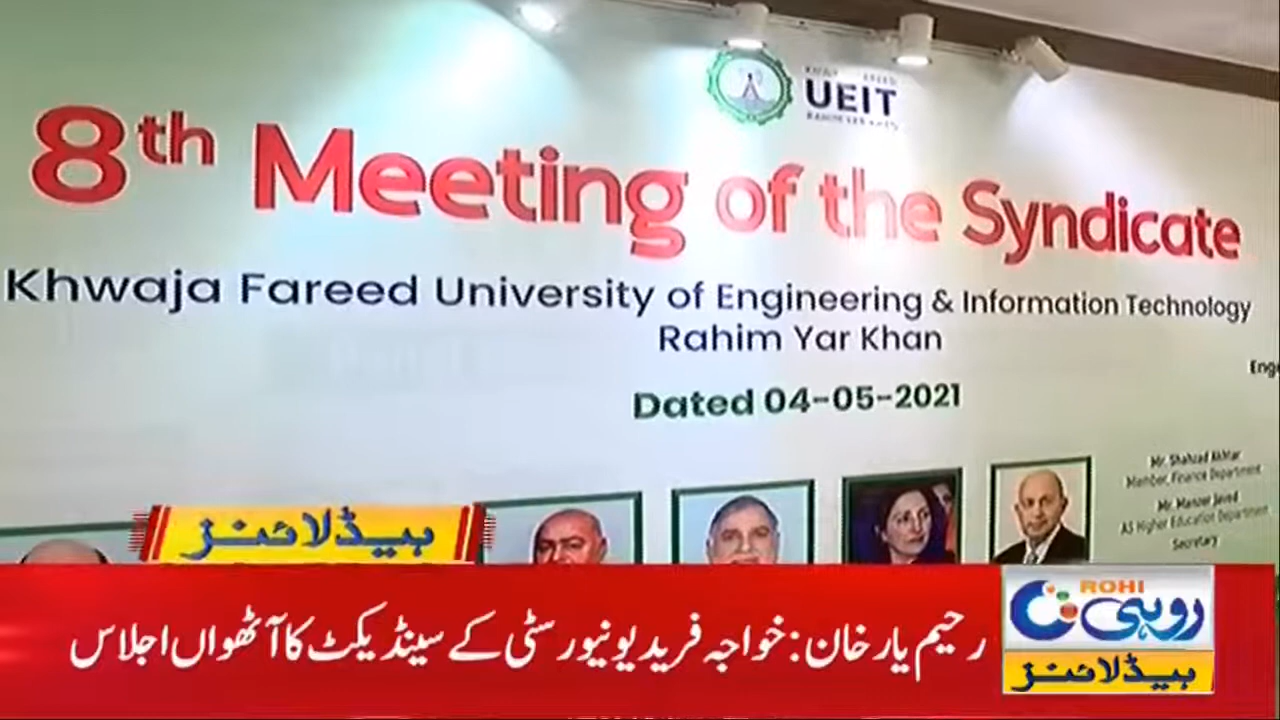 UEIT
8th Meeting of the Syndicate
Khwaja Fareed University of Engineering & Information Technology
Rahim Yar Khan
Dated 04-05-2021
Mr. Shahzad Akhtar
Member, Finance Department
Mr. Manzer Javed
AS Higher Education Department
Secretary
ہیڈلائنز
رحیم یار خان : خواجہ فرید یونیورسٹی کے سینڈیکٹ کا آٹھواں اجلاس
ROHI
روہی
ہیڈلائنز